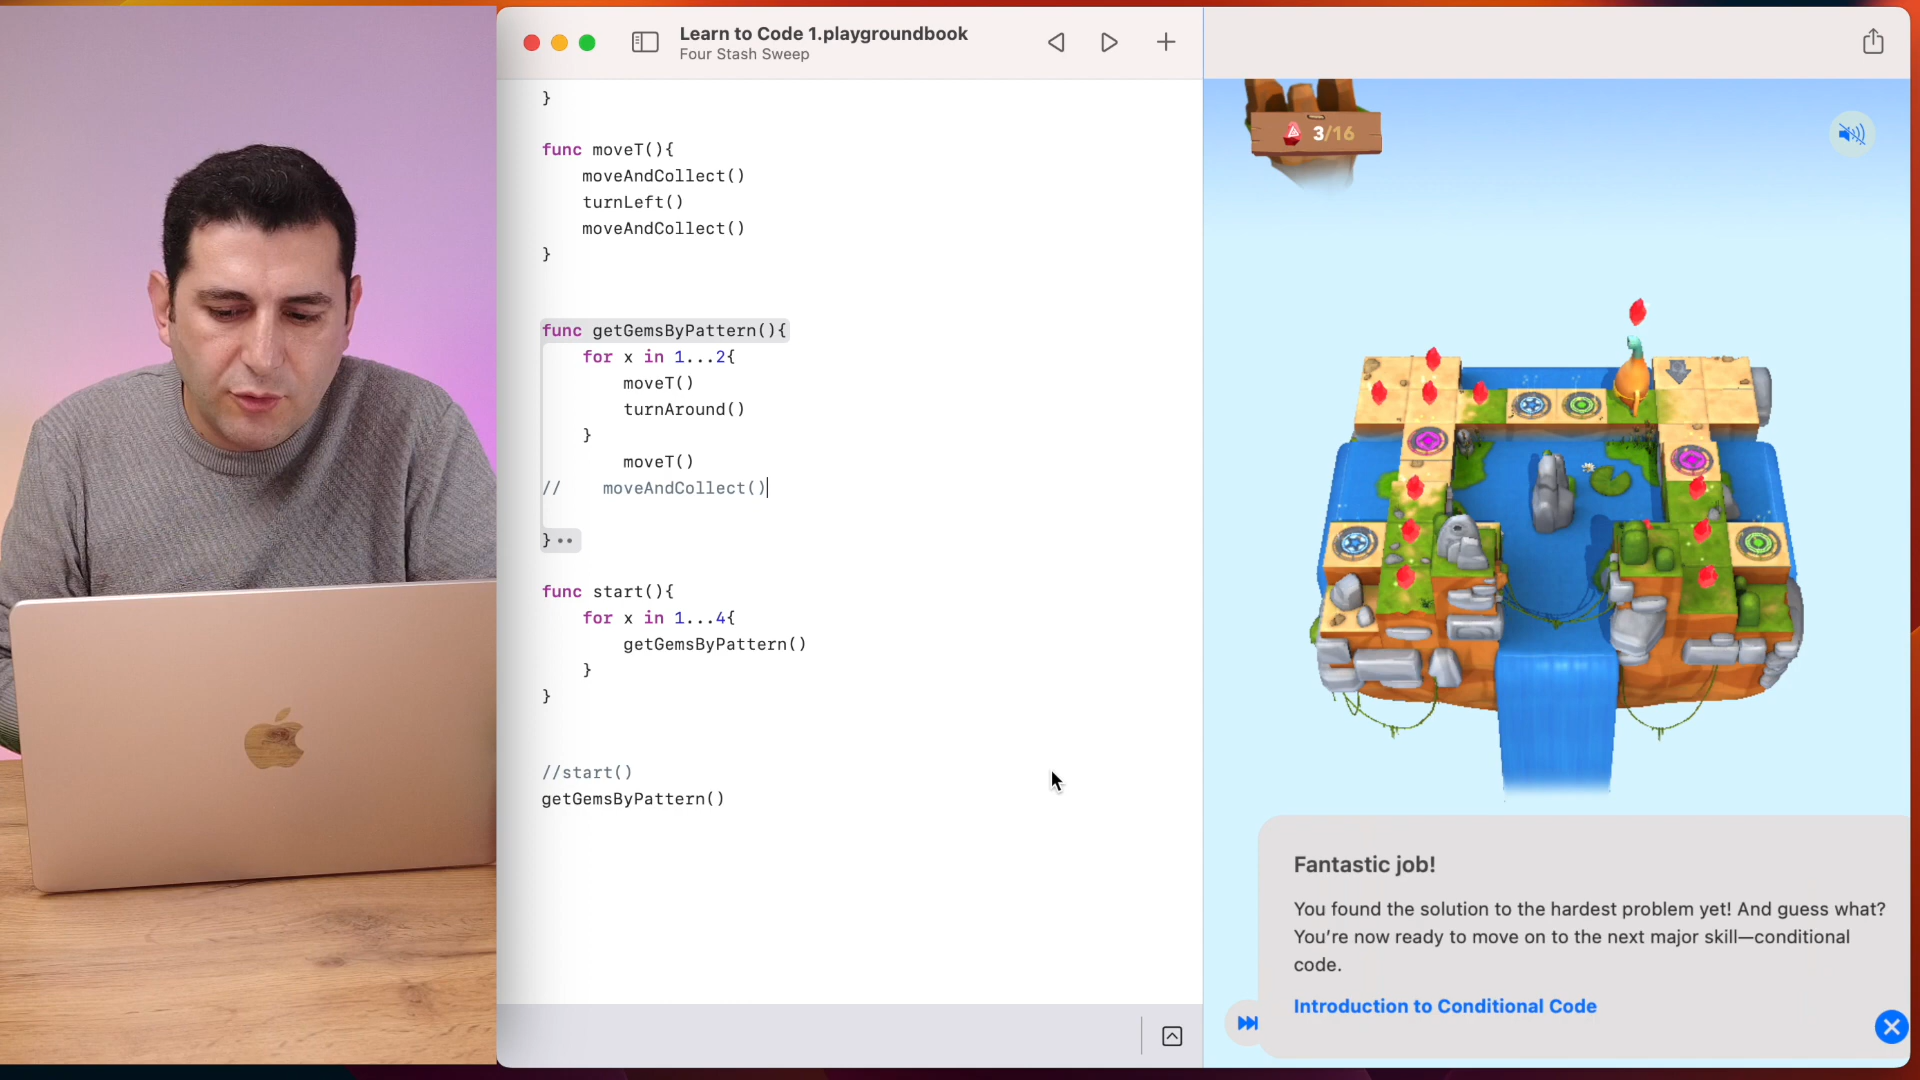 Learn to Code 1.playgroundbook
Four Stash Sweep
}
func moveT(){
moveAndCollect()
turnLeft()
moveAndCollect()
}
func getGemsByPattern(){
for x in 1...2{
moveT()
turnAround()
}
moveT()
// moveAndCollect()
}
func start(){
for x in 1...4{
getGemsByPattern()
}
}
//start()
getGemsByPattern()
3/16
Fantastic job!
You found the solution to the hardest problem yet! And guess what?
You're now ready to move on to the next major skill—conditional
code.
Introduction to Conditional Code